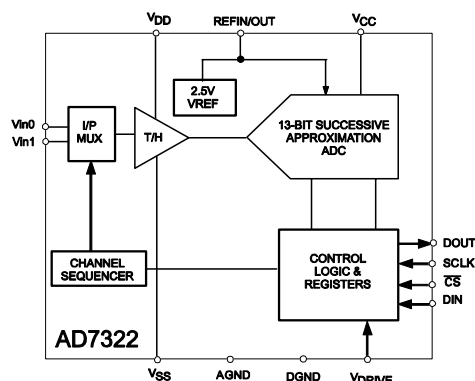 VDD
REFIN/OUT
VCC
2.5V
VREF
Vin0
Vin1
I/P
MUX
T/H
13-BIT SUCCESSIVE
APPROXIMATION
ADC
CHANNEL
SEQUENCER
CONTROL
LOGIC &
REGISTERS
DOUT
SCLK
CS
DIN
AD7322
VSS
AGND
DGND
VDRIVE